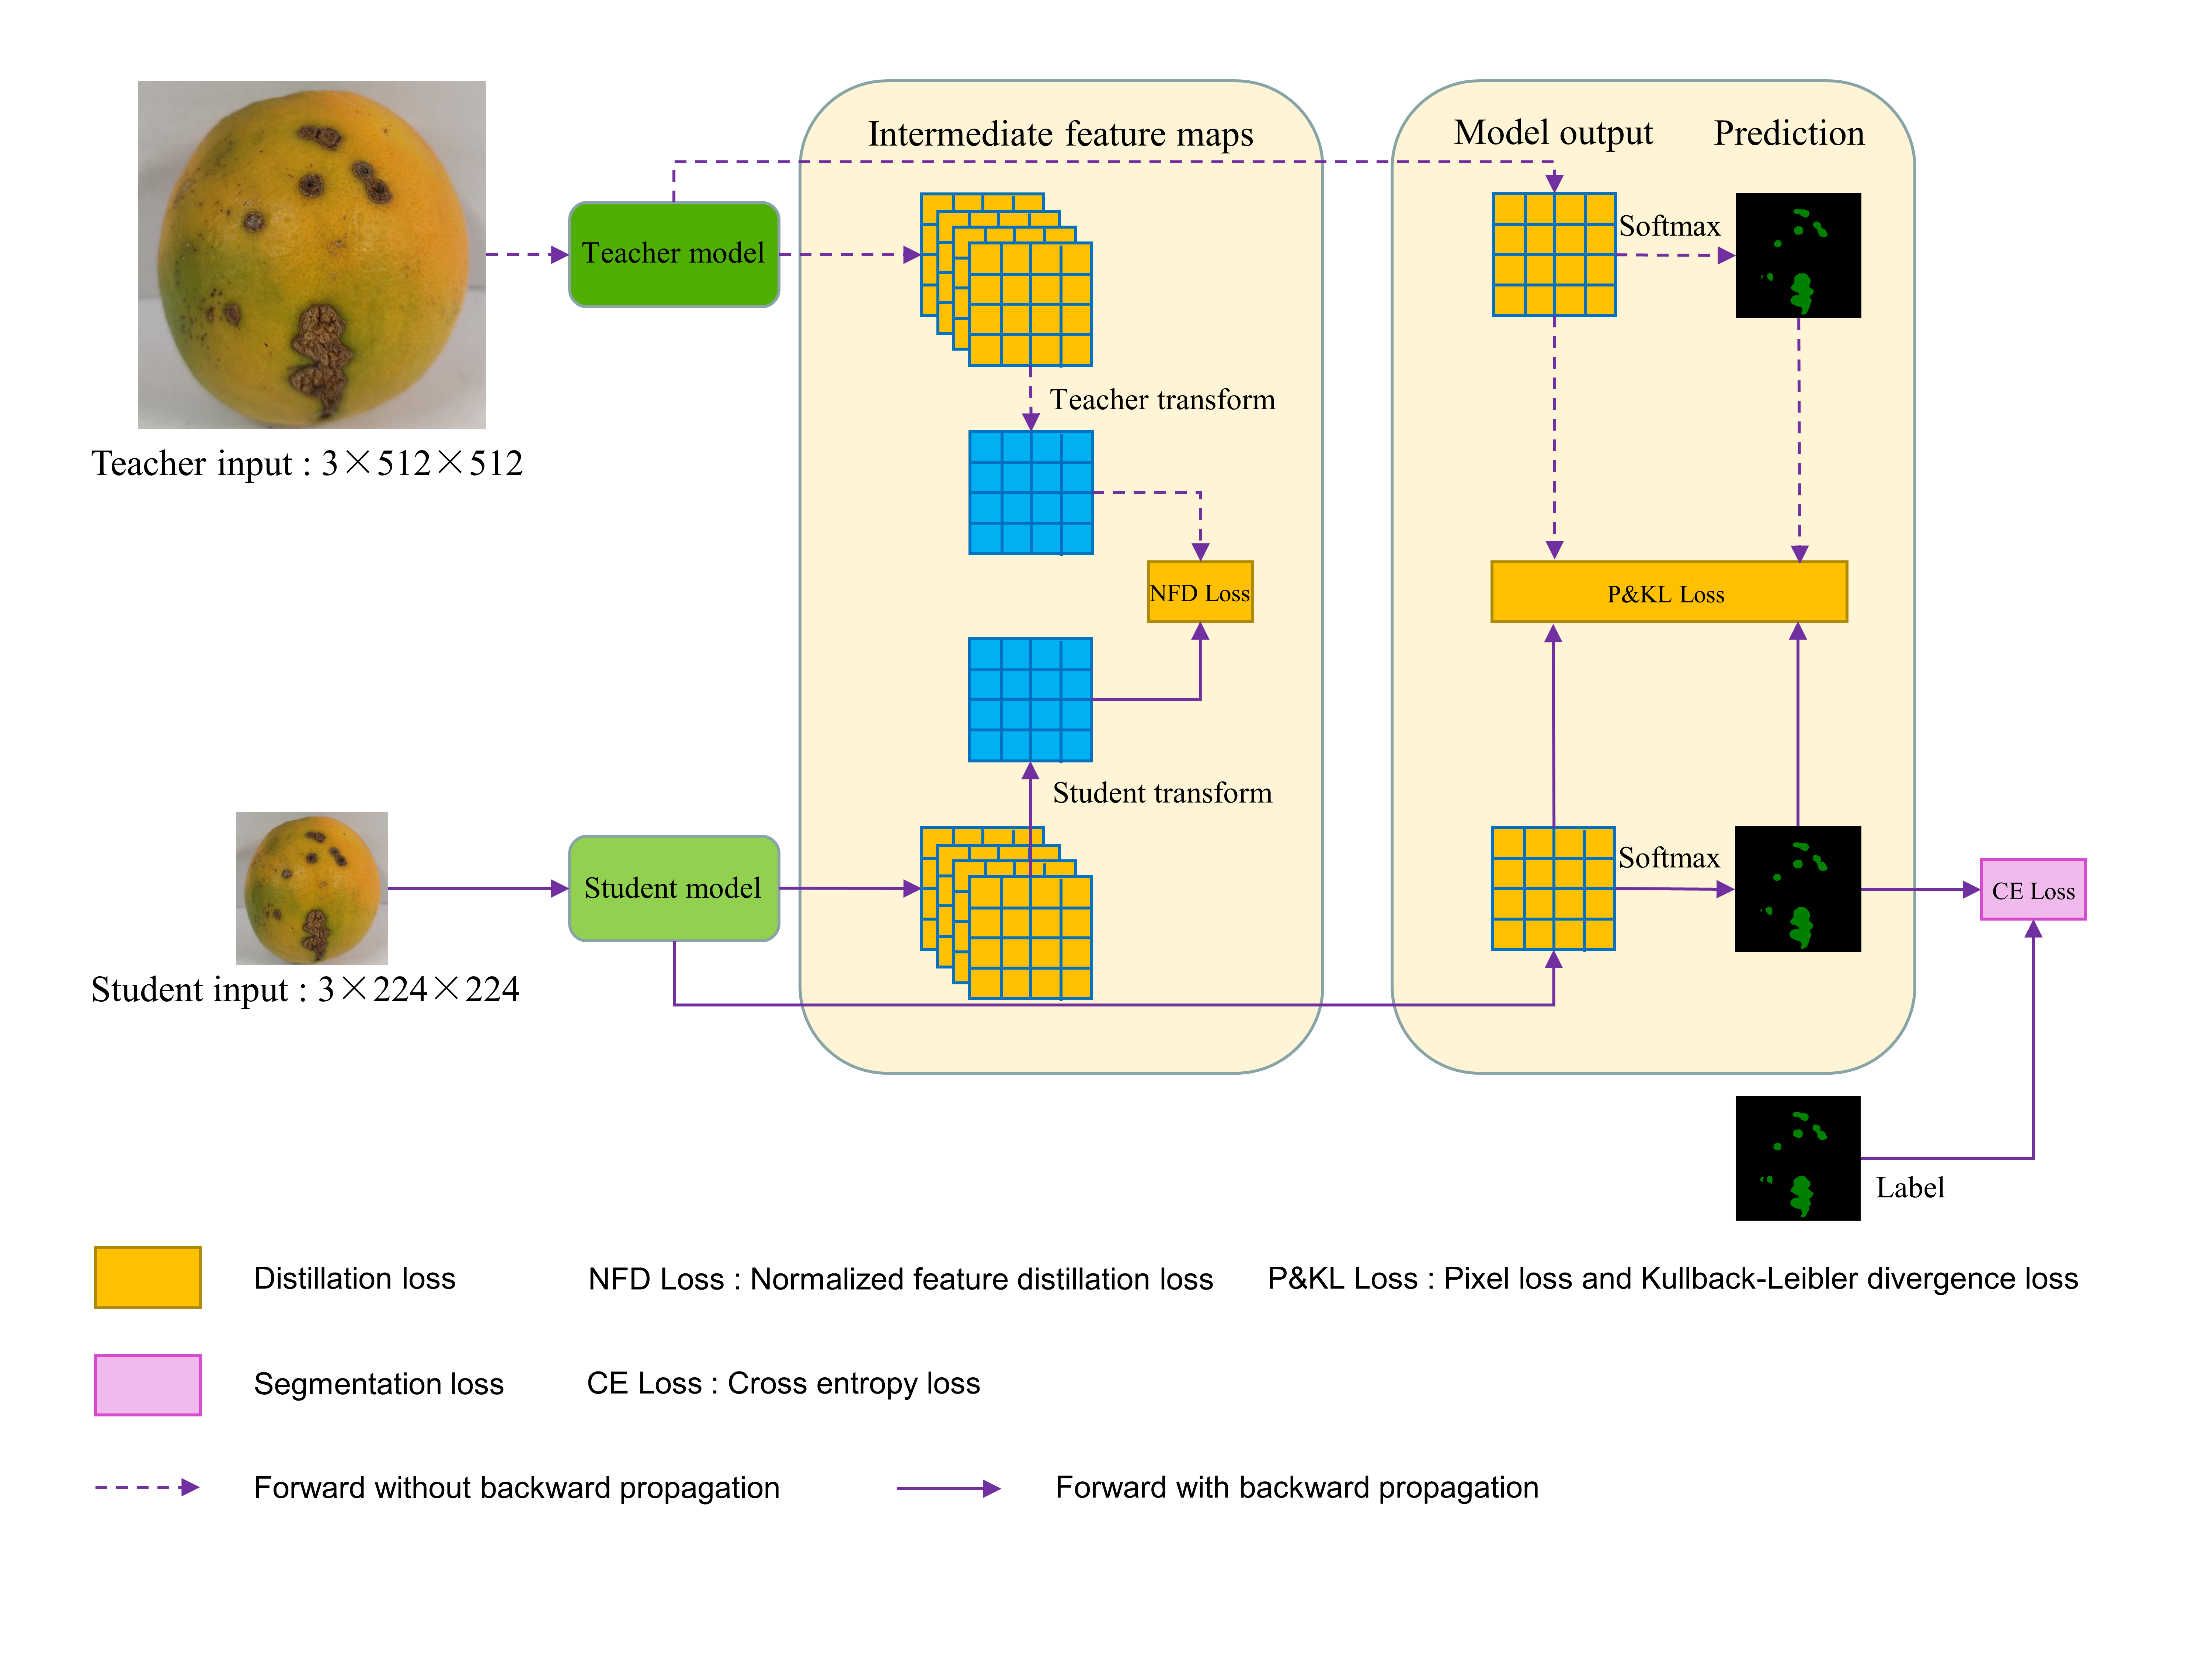 Intermediate feature maps
Model output
Prediction
Teacher model
Softmax
Teacher transform
Teacher input : 3×512×512
NFD Loss
P&KL Loss
Student transform
Student model
Softmax
CE Loss
Student input : 3×224×224
Label
Distillation loss
NFD Loss : Normalized feature distillation loss
P&KL Loss : Pixel loss and Kullback-Leibler divergence loss
Segmentation loss
CE Loss : Cross entropy loss
Forward without backward propagation
Forward with backward propagation